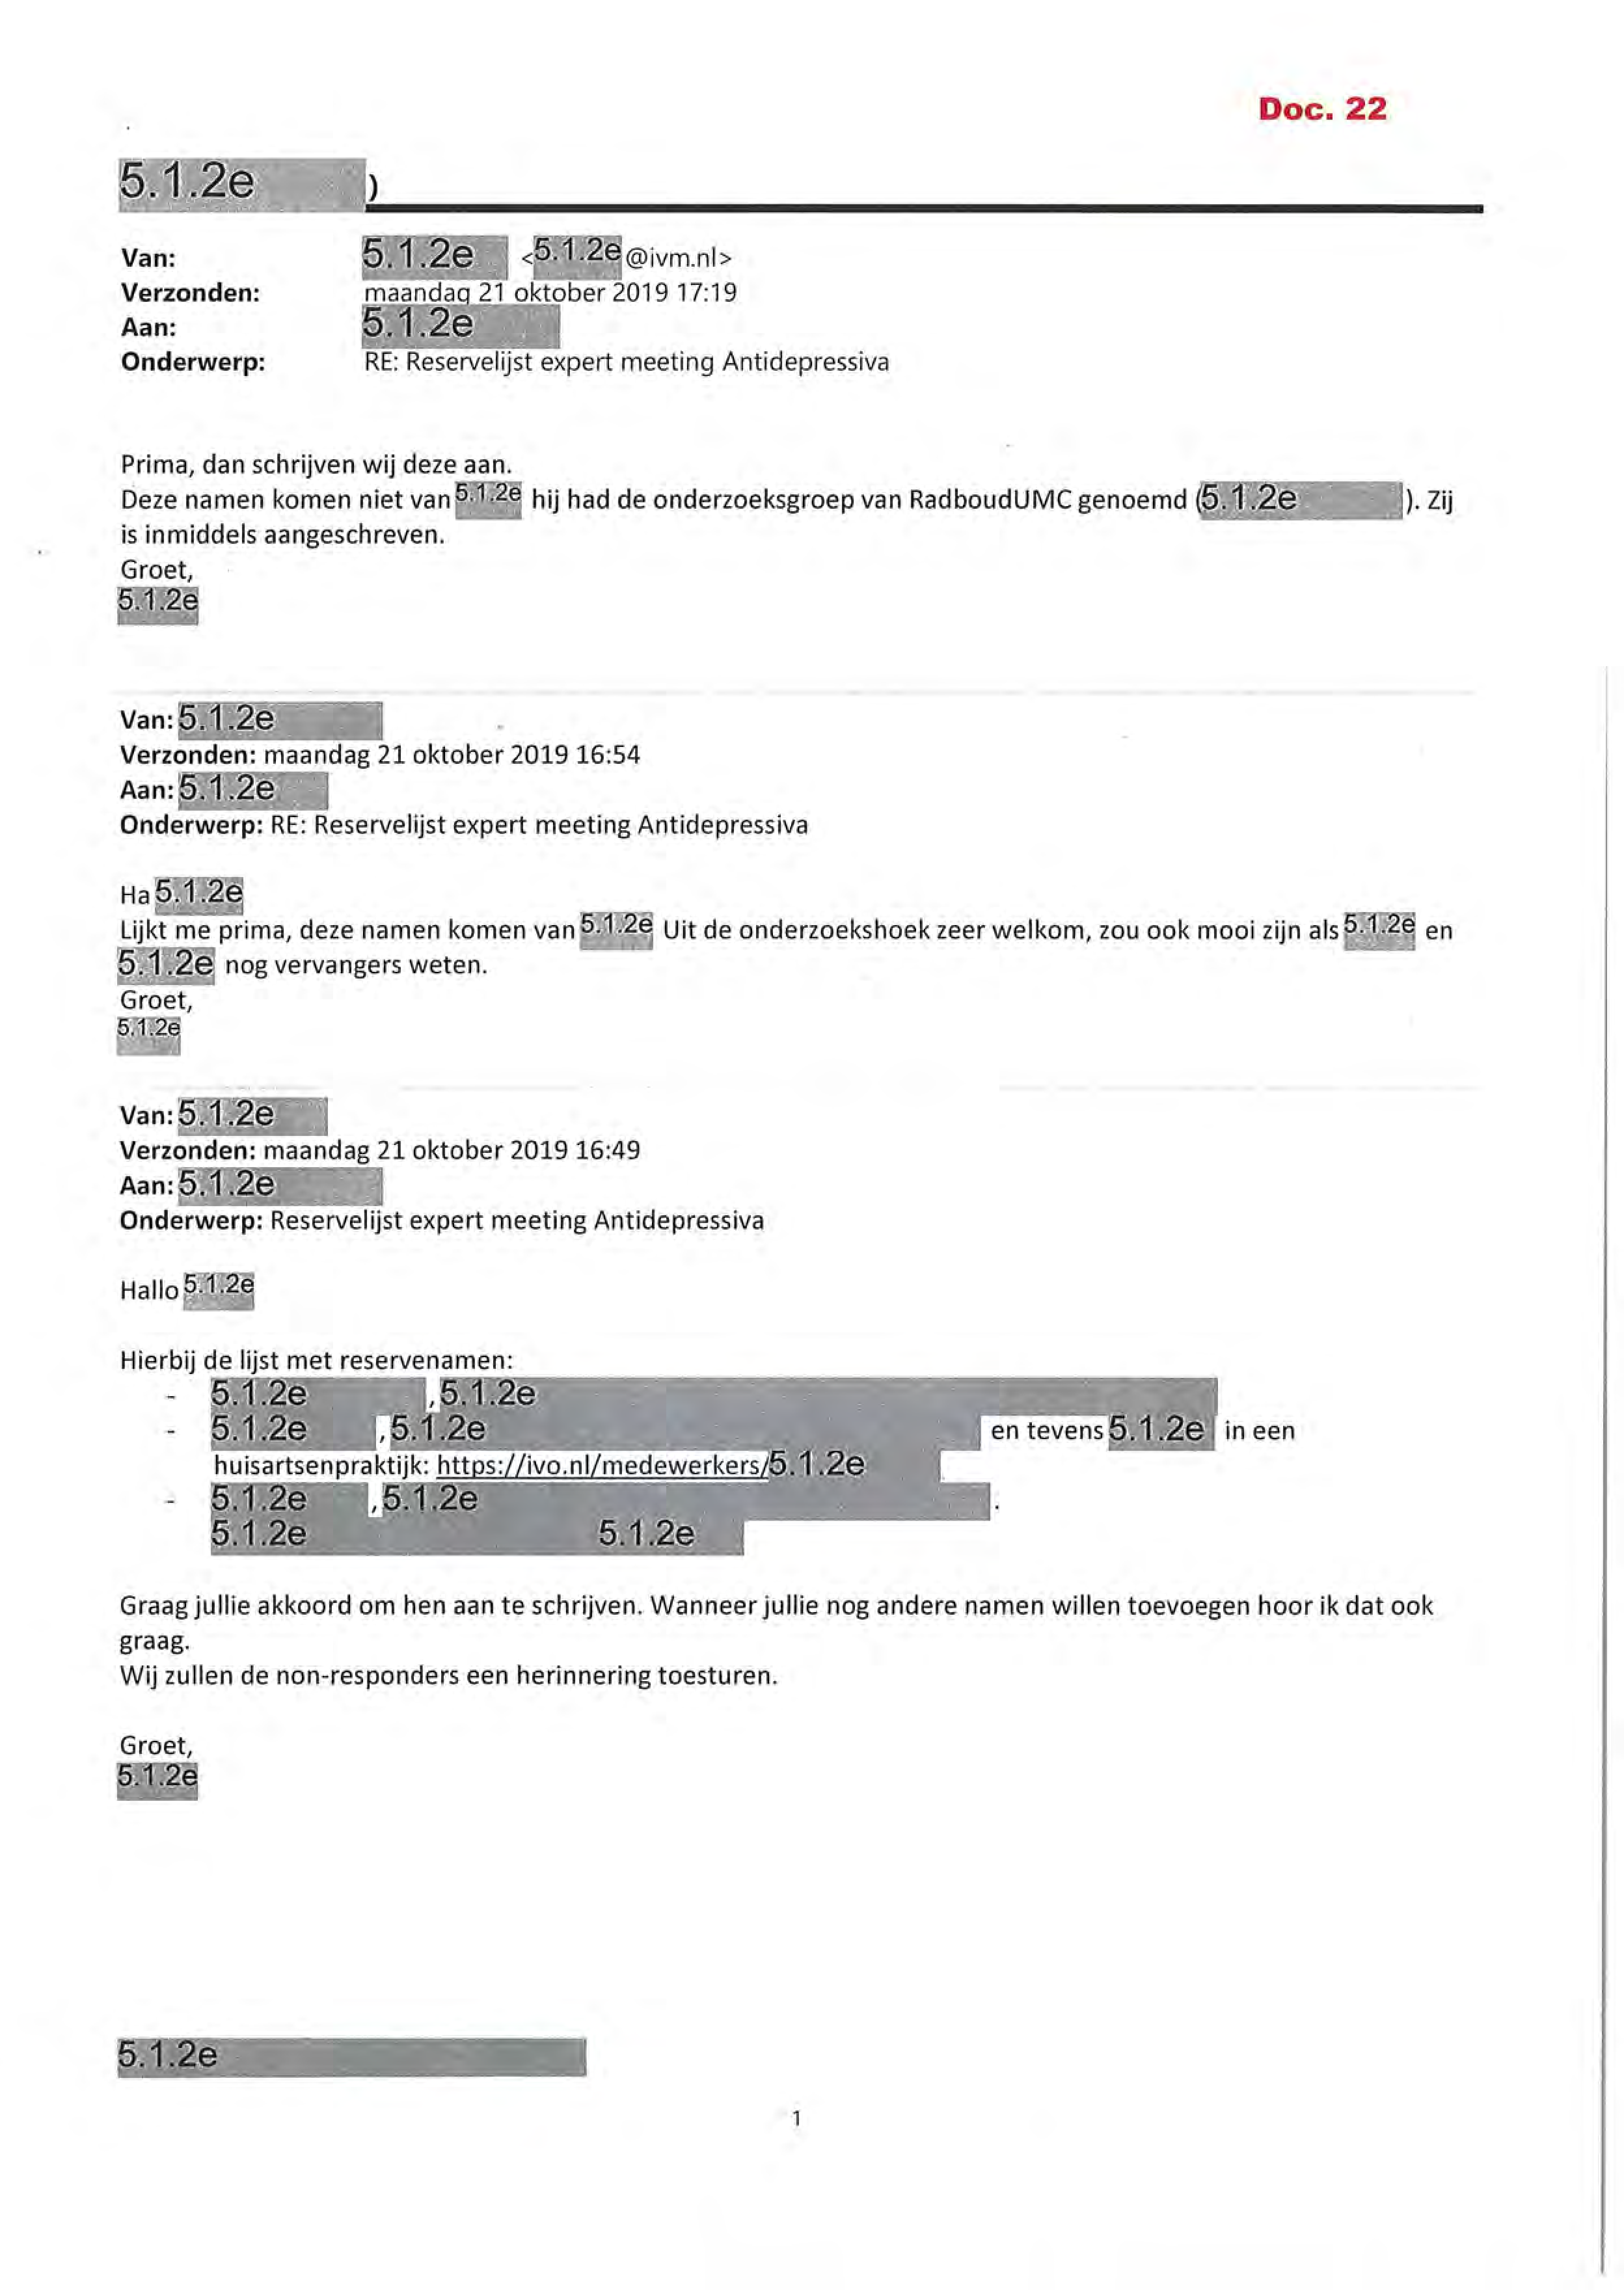 Doc. 22
5.1.2e )
Van: 5.1.2e <5.1.2e@ivm.nl>
Verzonden: maandag 21 oktober 2019 17:19
Aan: 5.1.2e
Onderwerp: RE: Reservelijst expert meeting Antidepressiva
Prima, dan schrijven wij deze aan.
Deze namen komen niet van 5.1.2e hij had de onderzoeksgroep van RadboudUMC genoemd (5.1.2e ). Zij
is inmiddels aangeschreven.
Groet,
5.1.2e
Van: 5.1.2e
Verzonden: maandag 21 oktober 2019 16:54
Aan: 5.1.2e
Onderwerp: RE: Reservelijst expert meeting Antidepressiva
Ha 5.1.2e
Lijkt me prima, deze namen komen van 5.1.2e Uit de onderzoekshoek zeer welkom, zou ook mooi zijn als 5.1.2e en
5.1.2e nog vervangers weten.
Groet,
5.1.2e
Van: 5.1.2e
Verzonden: maandag 21 oktober 2019 16:49
Aan: 5.1.2e
Onderwerp: Reservelijst expert meeting Antidepressiva
Hallo 5.1.2e
Hierbij de lijst met reservenamen:
- 5.1.2e , 5.1.2e
- 5.1.2e , 5.1.2e en tevens 5.1.2e in een
huisartsenpraktijk: https://ivo.nl/medewerkers/5.1.2e
- 5.1.2e , 5.1.2e .
5.1.2e 5.1.2e
Graag jullie akkoord om hen aan te schrijven. Wanneer jullie nog andere namen willen toevoegen hoor ik dat ook
graag.
Wij zullen de non-responders een herinnering toesturen.
Groet,
5.1.2e
5.1.2e
1